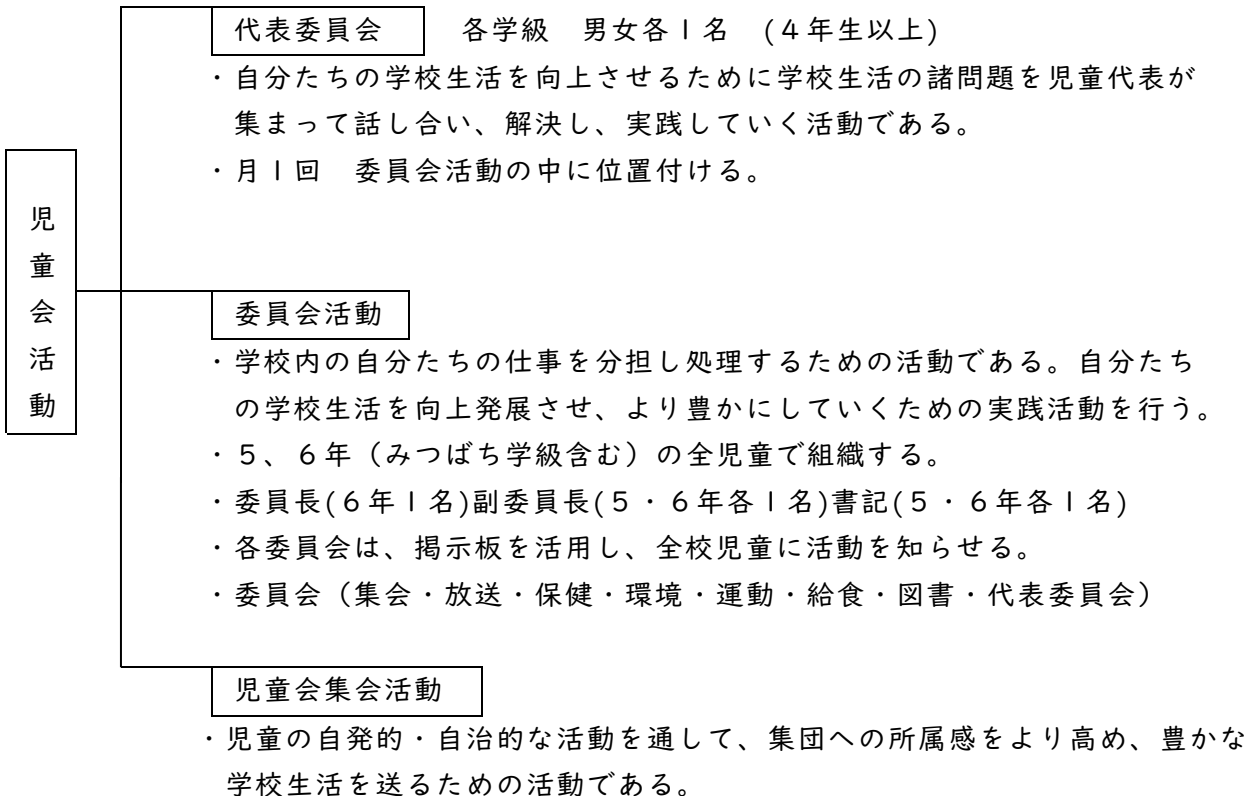 代表委員会　各学級　男女各１名　(４年生以上)
・自分たちの学校生活を向上させるために学校生活の諸問題を児童代表が
集まって話し合い、解決し、実践していく活動である。
・月１回　委員会活動の中に位置付ける。
児童会活動
委員会活動
・学校内の自分たちの仕事を分担し処理するための活動である。自分たち
の学校生活を向上発展させ、より豊かにしていくための実践活動を行う。
・５、６年（みつばち学級含む）の全児童で組織する。
・委員長(６年１名)副委員長(５・６年各１名)書記(５・６年各１名)
・各委員会は、掲示板を活用し、全校児童に活動を知らせる。
・委員会（集会・放送・保健・環境・運動・給食・図書・代表委員会）
児童会集会活動
・児童の自発的・自治的な活動を通して、集団への所属感をより高め、豊かな
学校生活を送るための活動である。